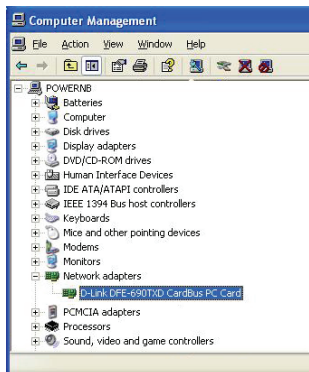 Computer Management
File Action View Window Help
POWERNB
Batteries
Computer
Disk drives
Display adapters
DVD/CD-ROM drives
Human Interface Devices
IDE ATA/ATAPI controllers
IEEE 1394 Bus host controllers
Keyboards
Mice and other pointing devices
Modems
Monitors
Network adapters
D-Link DFE-690TXD CardBus PC Card
PCMCIA adapters
Processors
Sound, video and game controllers